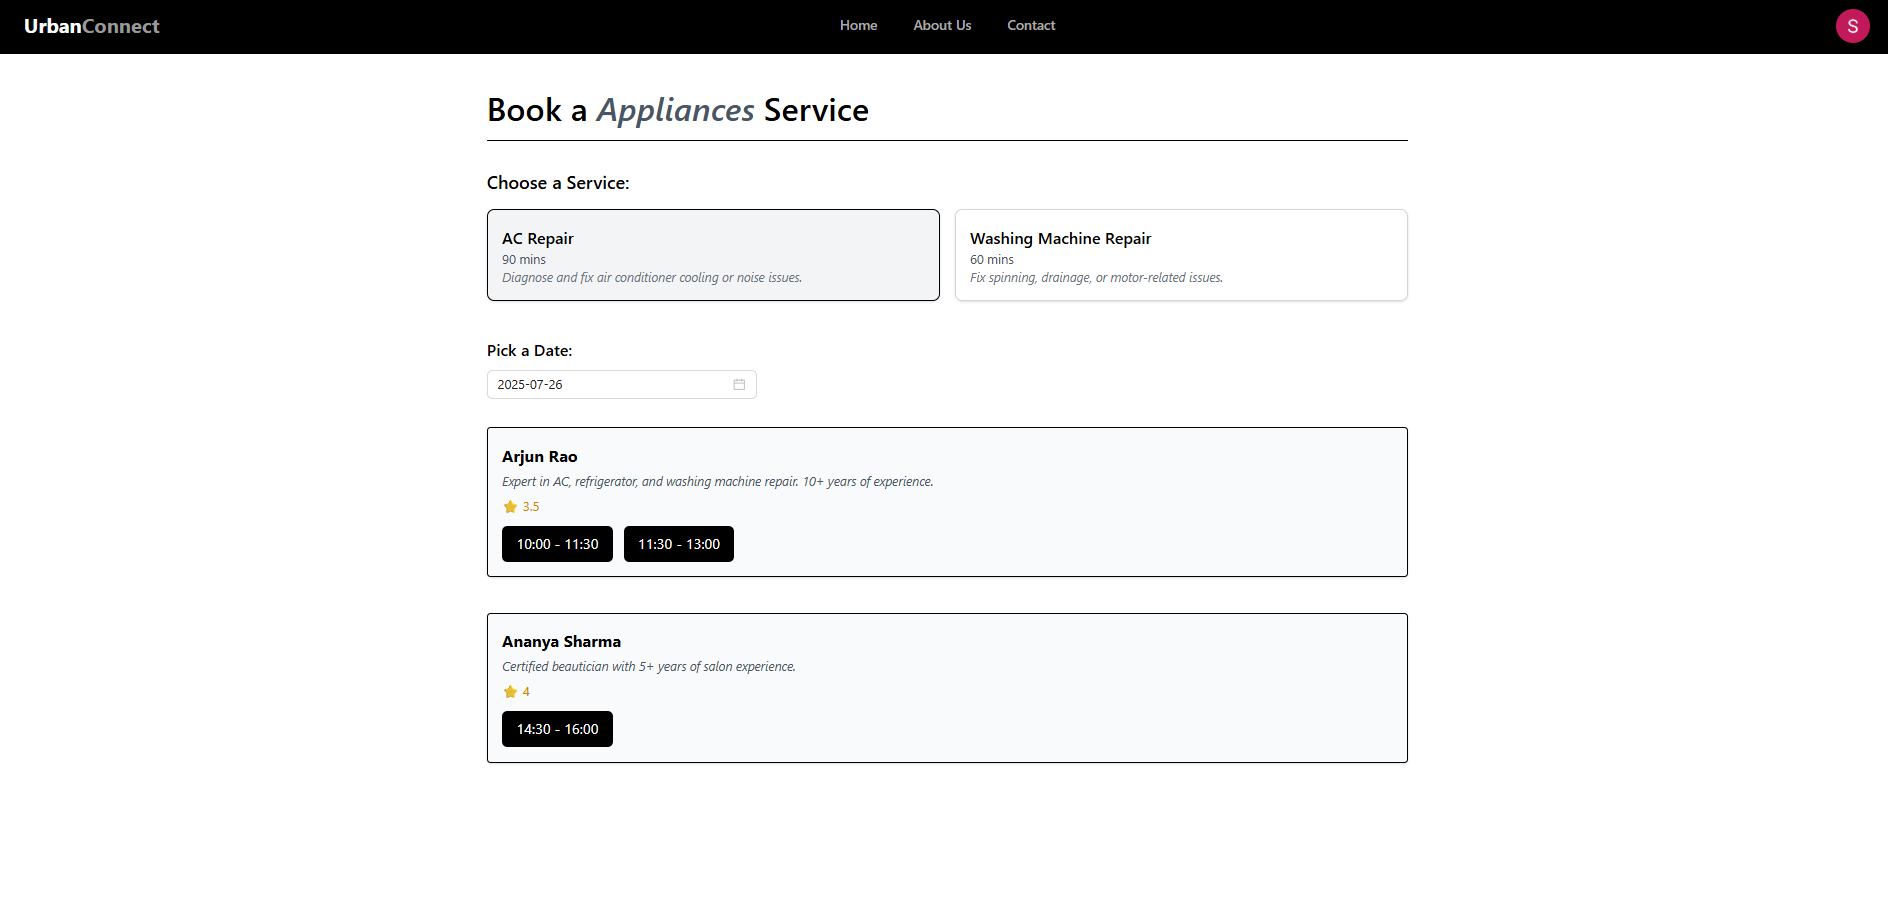 UrbanConnect
Home About Us Contact
S
Book a Appliances Service
Choose a Service:
AC Repair
90 mins
Diagnose and fix air conditioner cooling or noise issues.
Washing Machine Repair
60 mins
Fix spinning, drainage, or motor-related issues.
Pick a Date:
2025-07-26
Arjun Rao
Expert in AC, refrigerator, and washing machine repair. 10+ years of experience.
3.5
10:00 - 11:30 11:30 - 13:00
Ananya Sharma
Certified beautician with 5+ years of salon experience.
4
14:30 - 16:00